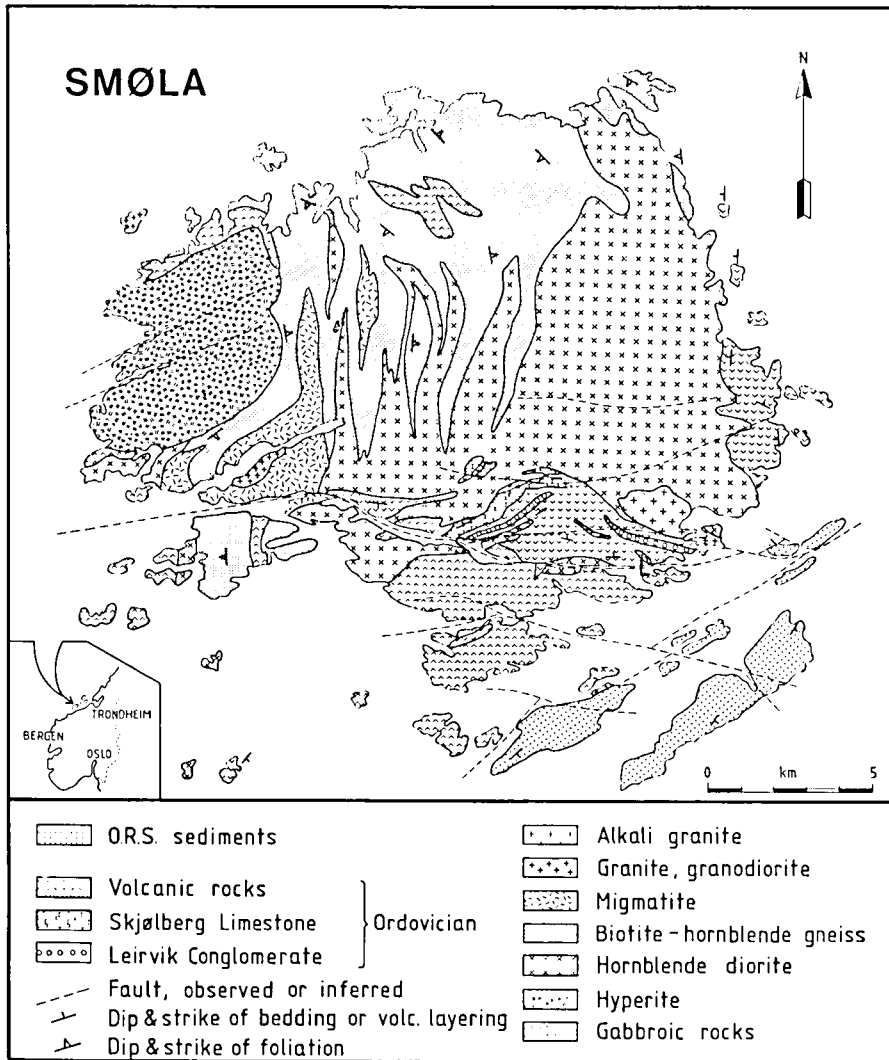 SMØLA
N
TRONDHEIM
BERGEN
OSLO
0 km 5
O.R.S. sediments
Volcanic rocks
Skjølberg Limestone
Leirvik Conglomerate
Ordovician
Fault, observed or inferred
Dip & strike of bedding or volc. layering
Dip & strike of foliation
Alkali granite
Granite, granodiorite
Migmatite
Biotite-hornblende gneiss
Hornblende diorite
Hyperite
Gabbroic rocks